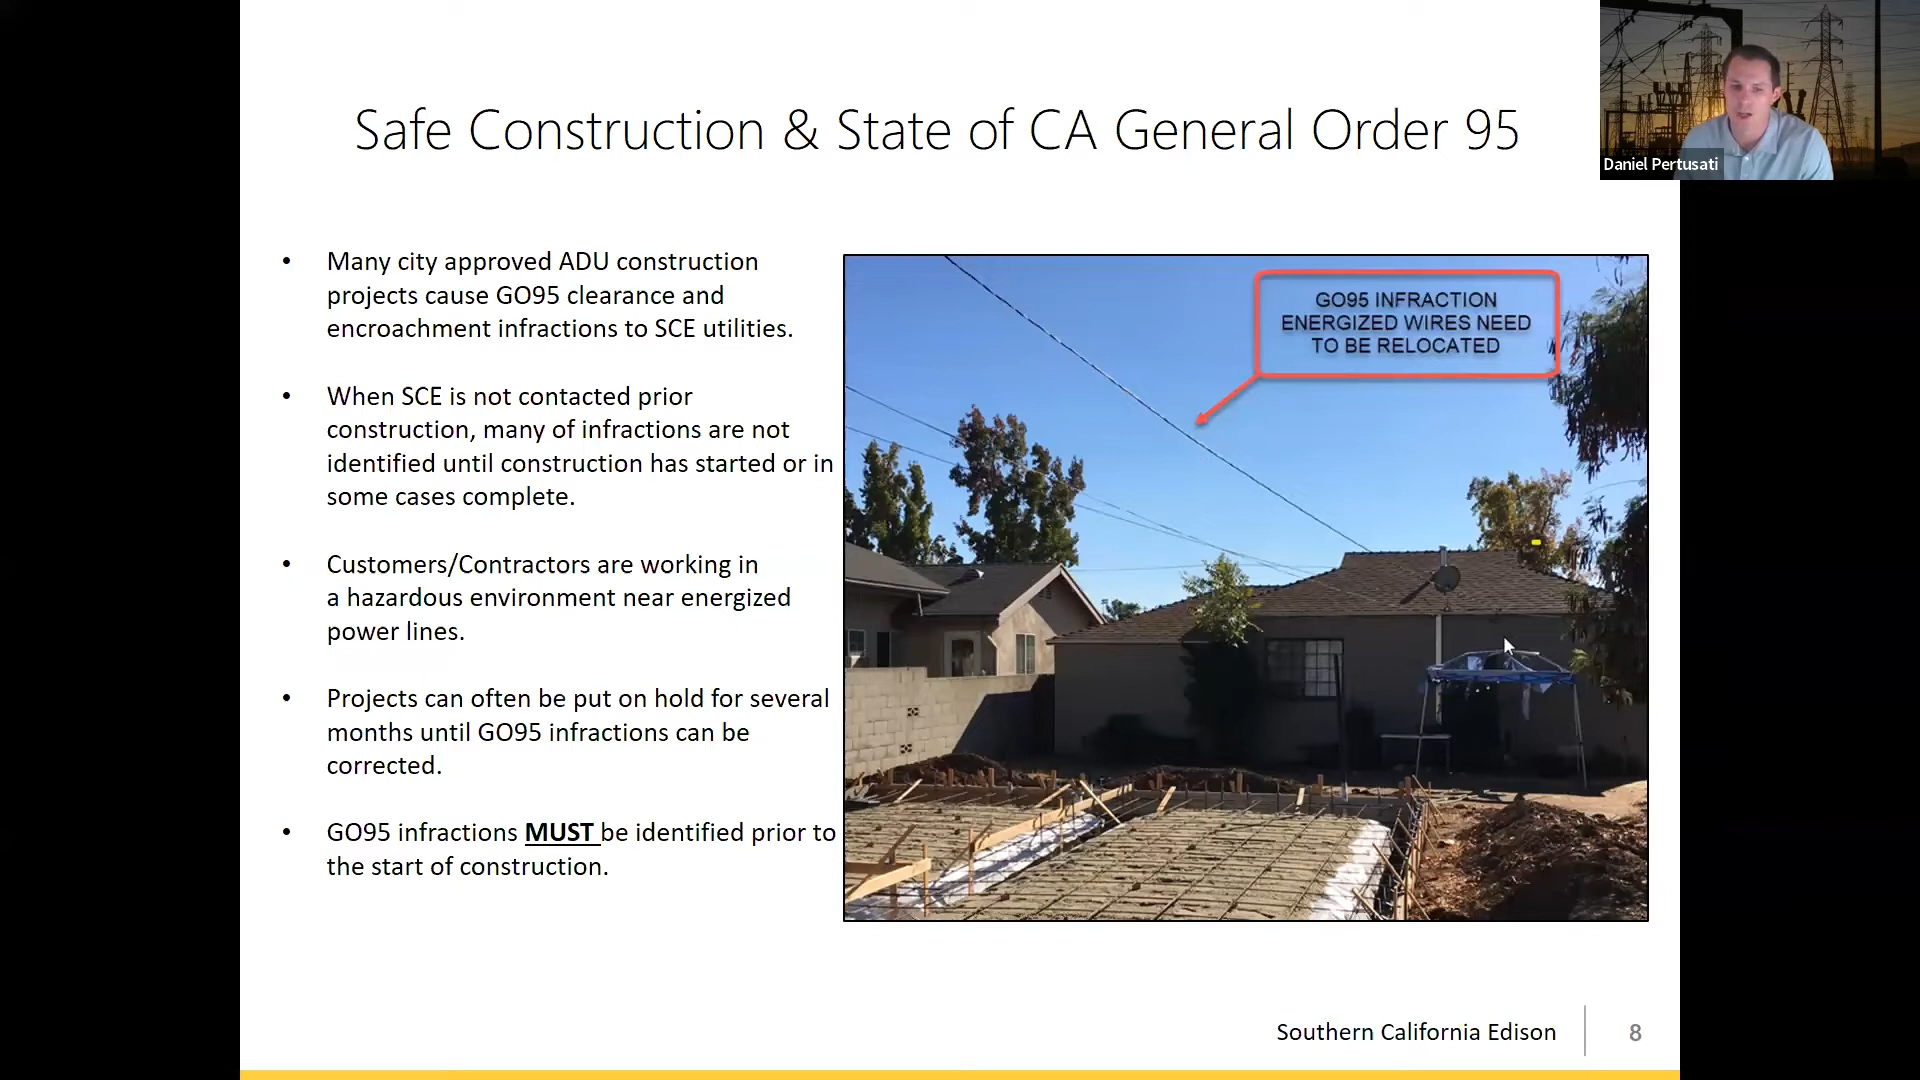 Safe Construction & State of CA General Order 95
Daniel Pertusati
• Many city approved ADU construction
projects cause GO95 clearance and
encroachment infractions to SCE utilities.
• When SCE is not contacted prior
construction, many of infractions are not
identified until construction has started or in
some cases complete.
• Customers/Contractors are working in
a hazardous environment near energized
power lines.
• Projects can often be put on hold for several
months until GO95 infractions can be
corrected.
• GO95 infractions MUST be identified prior to
the start of construction.
GO95 INFRACTION
ENERGIZED WIRES NEED
TO BE RELOCATED
Southern California Edison
8